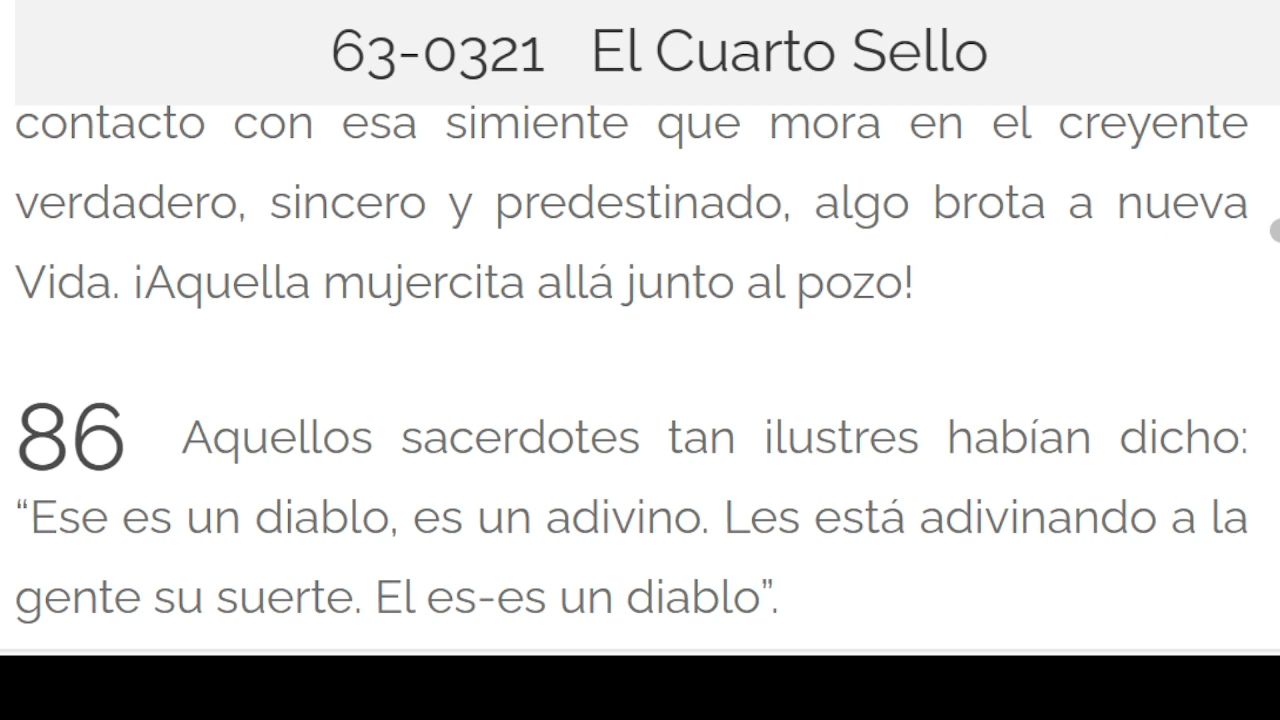 63-0321 El Cuarto Sello
contacto con esa simiente que mora en el creyente
verdadero, sincero y predestinado, algo brota a nueva
Vida. ¡Aquella mujercita allá junto al pozo!
86 Aquellos sacerdotes tan ilustres habían dicho:
“Ese es un diablo, es un adivino. Les está adivinando a la
gente su suerte. El es-es un diablo”.